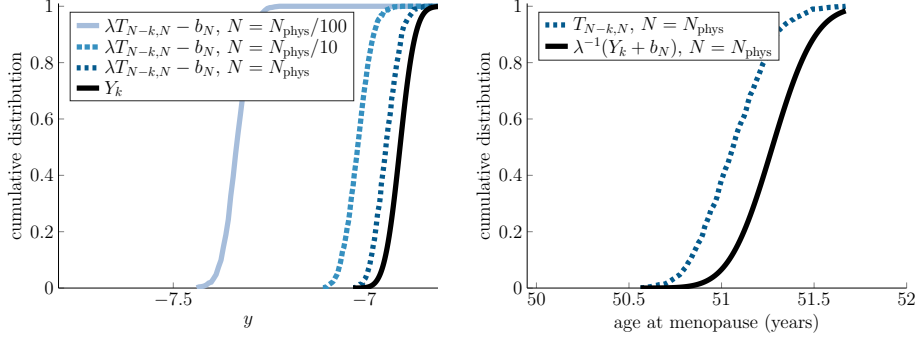 1
0.8
0.6
0.4
0.2
0
cumulative distribution
λT_{N−k,N} − b_N, N = N_phys/100
λT_{N−k,N} − b_N, N = N_phys/10
λT_{N−k,N} − b_N, N = N_phys
Y_k
−7.5 −7
y
1
0.8
0.6
0.4
0.2
0
cumulative distribution
T_{N−k,N}, N = N_phys
λ^{−1}(Y_k + b_N), N = N_phys
50 50.5 51 51.5 52
age at menopause (years)